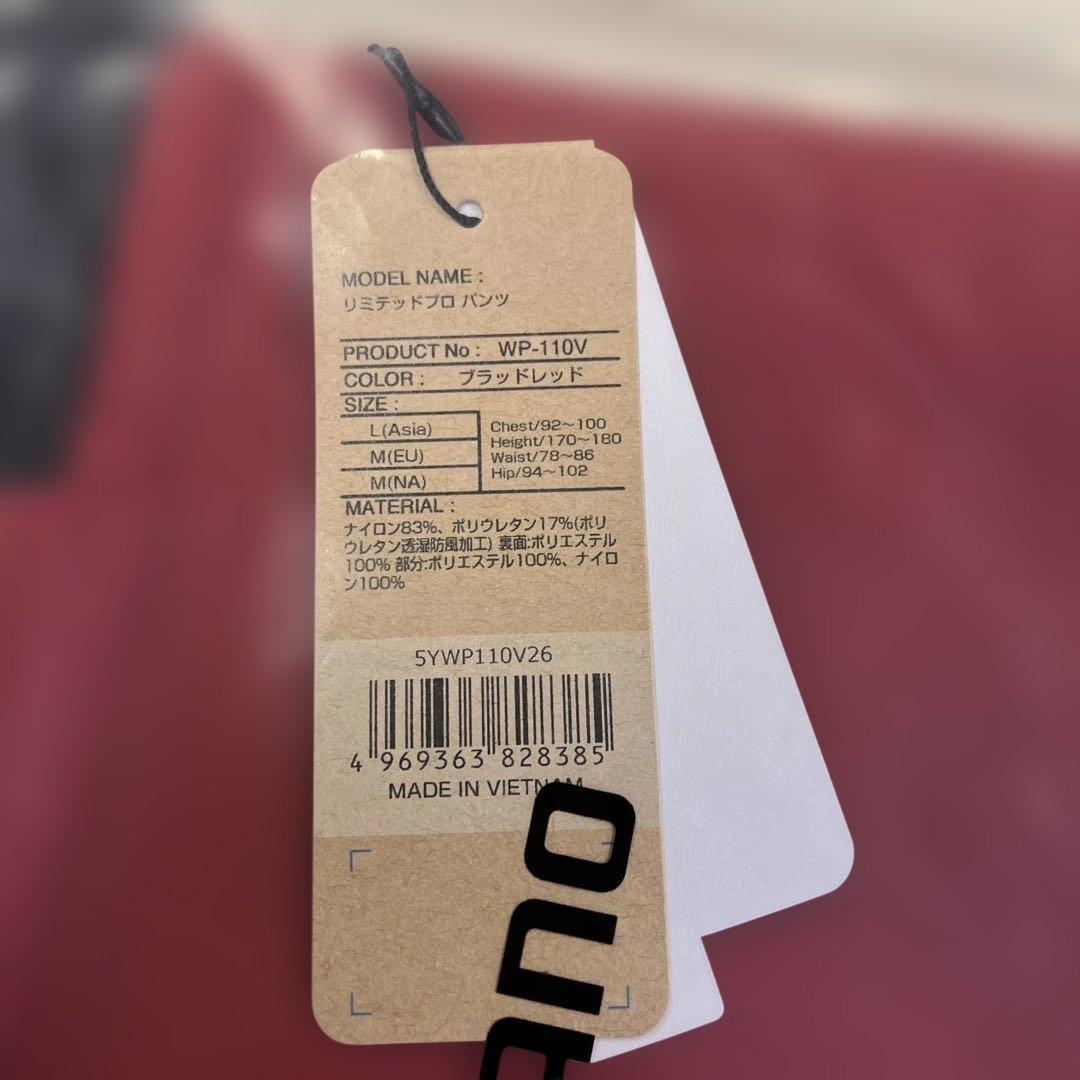 MODEL NAME :
リミテッドプロ パンツ
PRODUCT No : WP-110V
COLOR : ブラッドレッド
SIZE :
L(Asia)
M(EU)
M(NA)
Chest/92～100
Height/170～180
Waist/78～86
Hip/94～102
MATERIAL :
ナイロン83%、ポリウレタン17%(ポリ
ウレタン透湿防風加工) 裏面:ポリエステル
100% 部分:ポリエステル100%、ナイロ
ン100%
5YWP110V26
4 969363 828385
MADE IN VIETNAM